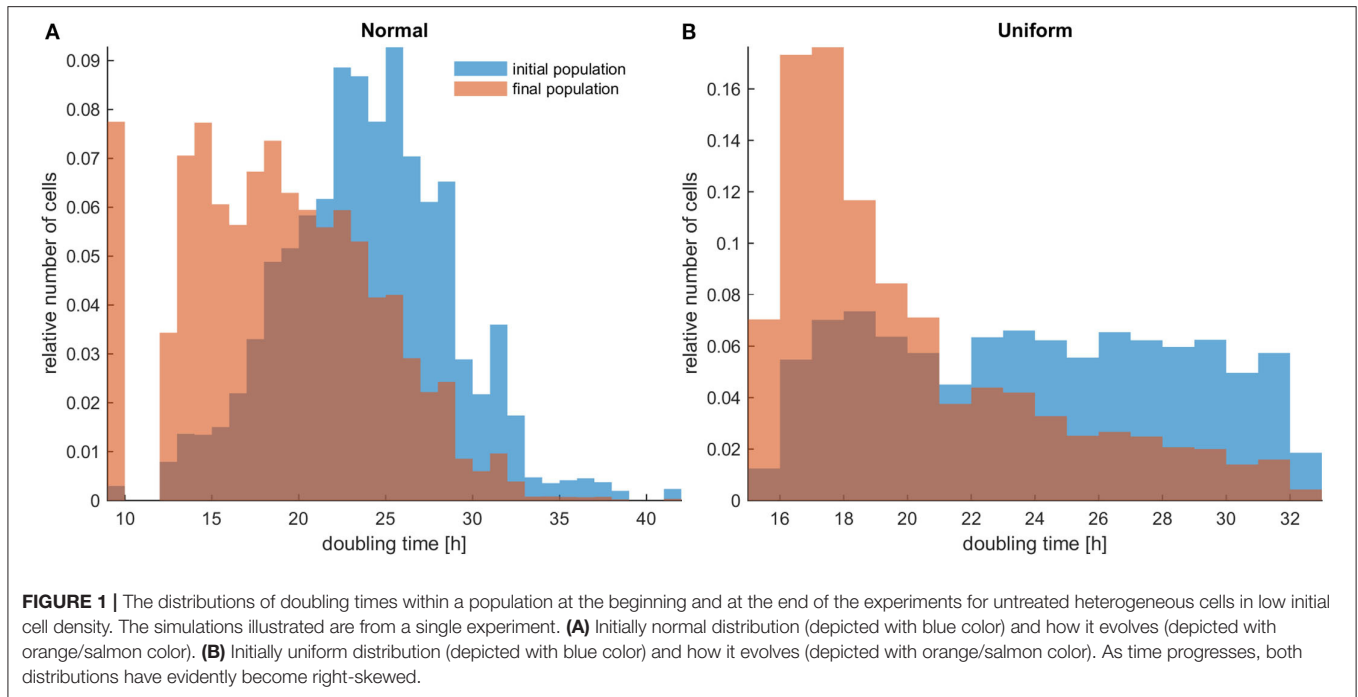 A
Normal
initial population
final population
relative number of cells
0.09
0.08
0.07
0.06
0.05
0.04
0.03
0.02
0.01
0
10
15
20
25
30
35
40
doubling time [h]
B
Uniform
relative number of cells
0.16
0.14
0.12
0.1
0.08
0.06
0.04
0.02
0
16
18
20
22
24
26
28
30
32
doubling time [h]
FIGURE 1 | The distributions of doubling times within a population at the beginning and at the end of the experiments for untreated heterogeneous cells in low initial
cell density. The simulations illustrated are from a single experiment. (A) Initially normal distribution (depicted with blue color) and how it evolves (depicted with
orange/salmon color). (B) Initially uniform distribution (depicted with blue color) and how it evolves (depicted with orange/salmon color). As time progresses, both
distributions have evidently become right-skewed.